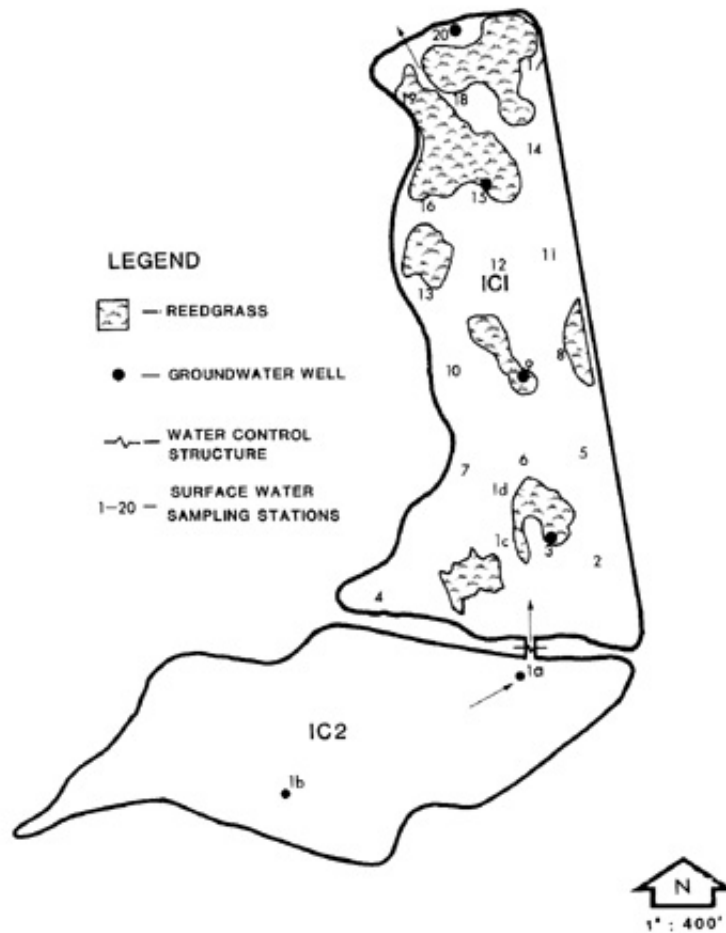 20
17
19
18
14
15
16
11
12
ICI
13
8
9
10
5
6
7
1d
1c
3
2
4
LEGEND
— REEDGRASS
— GROUNDWATER WELL
— WATER CONTROL
STRUCTURE
1–20 — SURFACE WATER
SAMPLING STATIONS
1a
IC2
1b
N
1" : 400'